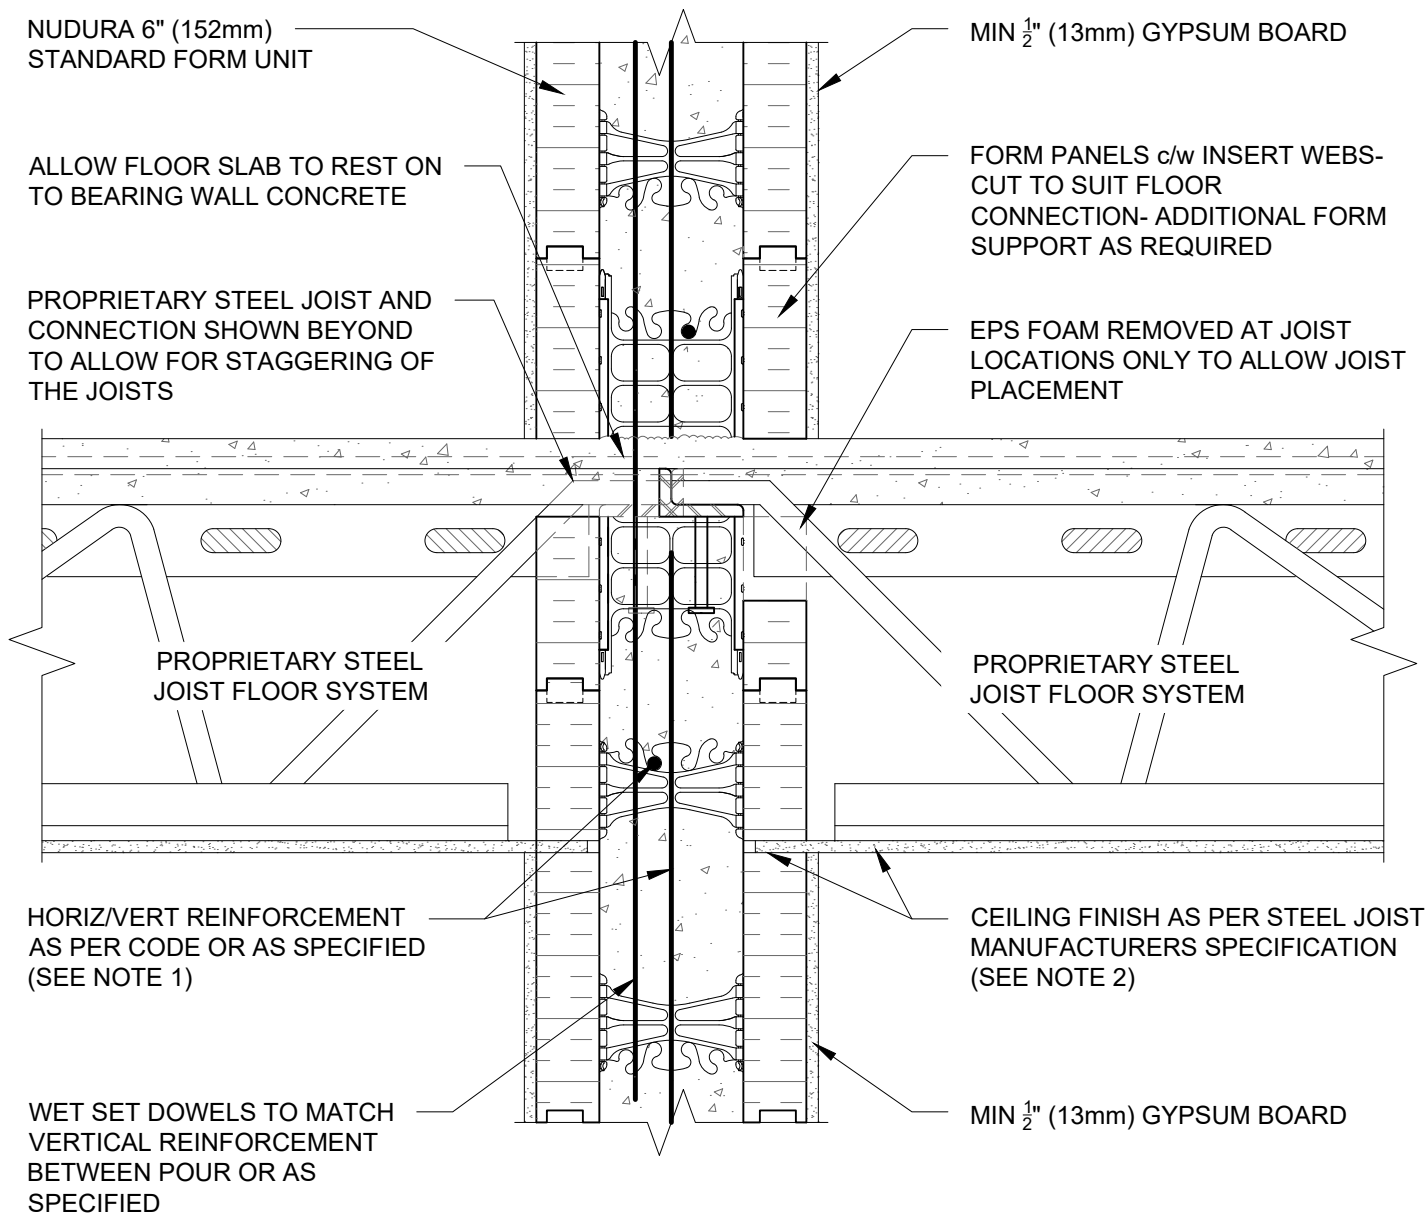 NUDURA 6" (152mm)
STANDARD FORM UNIT
ALLOW FLOOR SLAB TO REST ON
TO BEARING WALL CONCRETE
PROPRIETARY STEEL JOIST AND
CONNECTION SHOWN BEYOND
TO ALLOW FOR STAGGERING OF
THE JOISTS
MIN ½" (13mm) GYPSUM BOARD
FORM PANELS c/w INSERT WEBS-
CUT TO SUIT FLOOR
CONNECTION- ADDITIONAL FORM
SUPPORT AS REQUIRED
EPS FOAM REMOVED AT JOIST
LOCATIONS ONLY TO ALLOW JOIST
PLACEMENT
PROPRIETARY STEEL
JOIST FLOOR SYSTEM
PROPRIETARY STEEL
JOIST FLOOR SYSTEM
HORIZ/VERT REINFORCEMENT
AS PER CODE OR AS SPECIFIED
(SEE NOTE 1)
WET SET DOWELS TO MATCH
VERTICAL REINFORCEMENT
BETWEEN POUR OR AS
SPECIFIED
CEILING FINISH AS PER STEEL JOIST
MANUFACTURERS SPECIFICATION
(SEE NOTE 2)
MIN ½" (13mm) GYPSUM BOARD